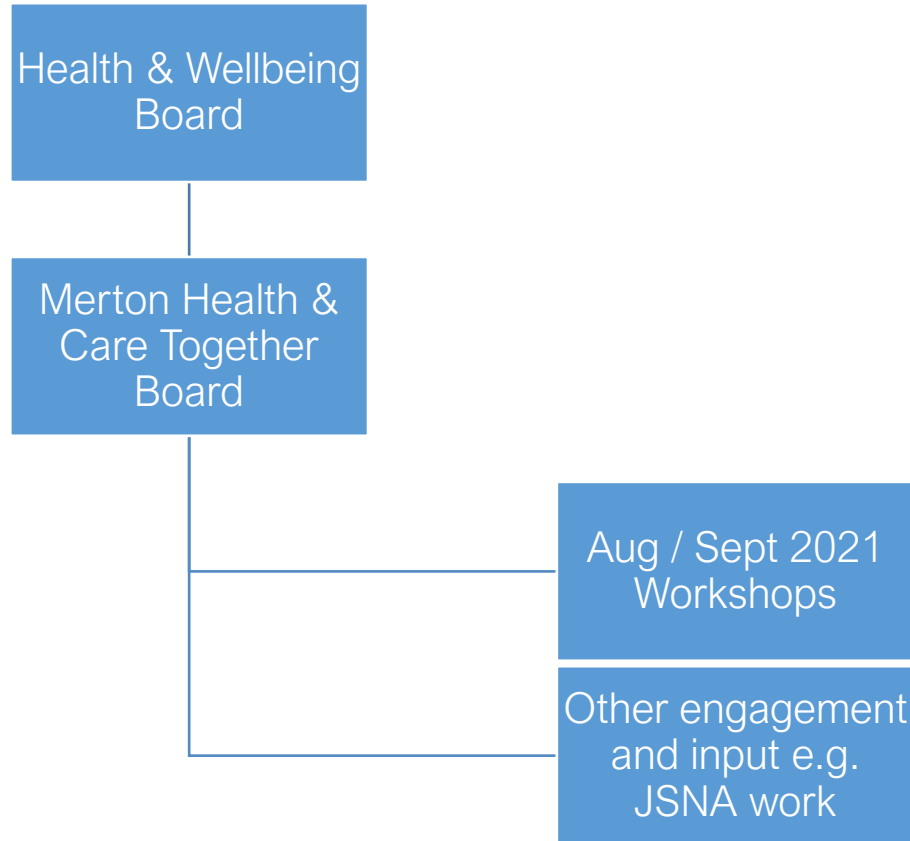 Health & Wellbeing
Board
Merton Health &
Care Together
Board
Aug / Sept 2021
Workshops
Other engagement
and input e.g.
JSNA work